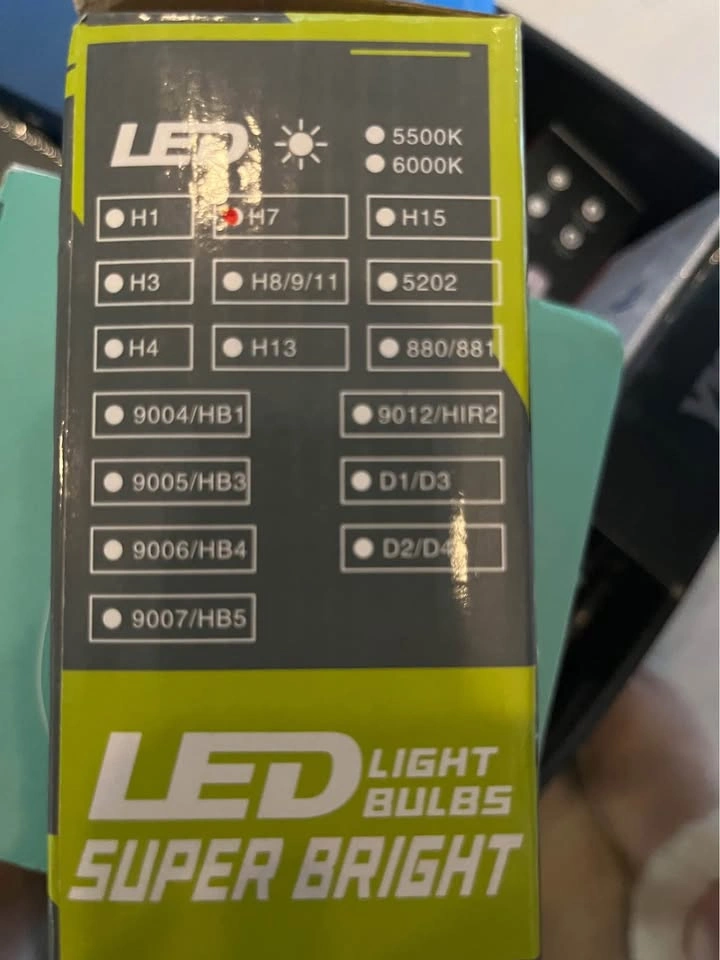 LED 5500K
6000K
H1 H7 H15
H3 H8/9/11 5202
H4 H13 880/881
9004/HB1 9012/HIR2
9005/HB3 D1/D3
9006/HB4 D2/D4
9007/HB5
LED LIGHT
BULBS
SUPER BRIGHT